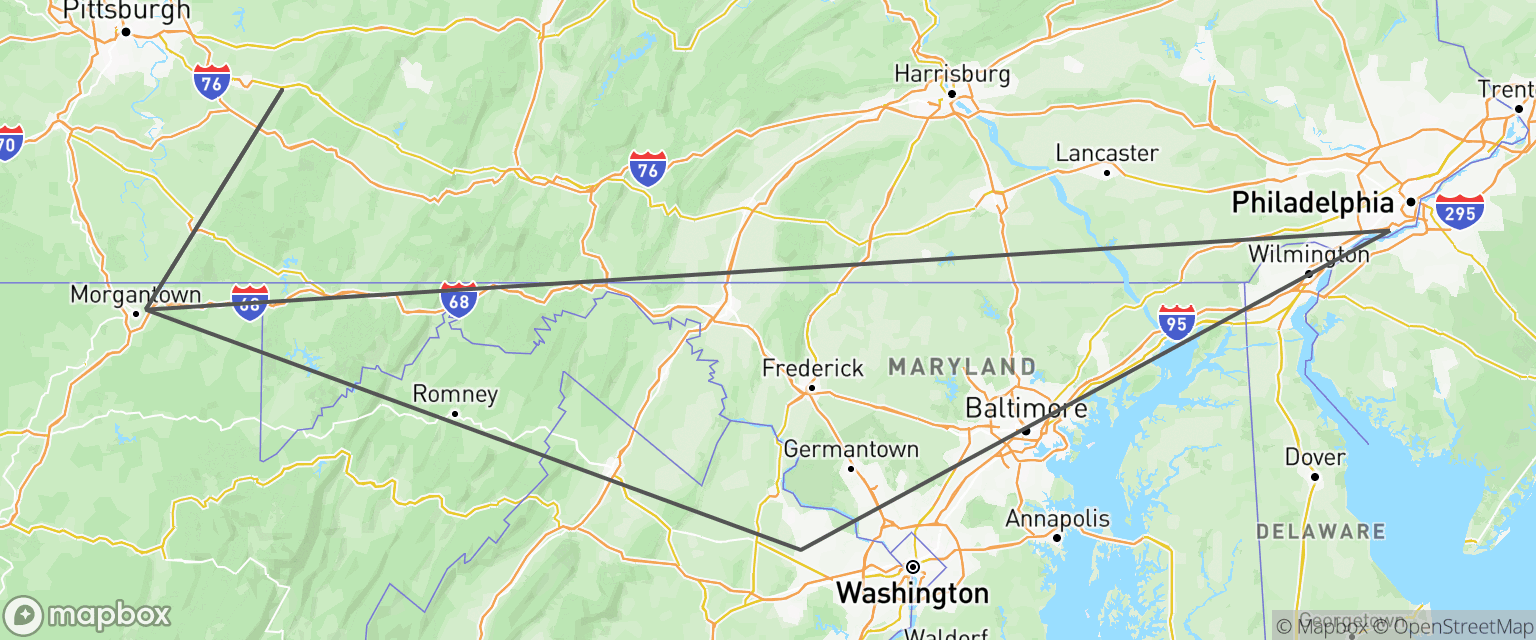 Pittsburgh
76
Harrisburg
Trent
70
Lancaster
76
Philadelphia
295
Wilmington
Morgantown
68
68
95
Frederick
MARYLAND
Romney
Baltimore
Germantown
Dover
Annapolis
DELAWARE
Washington
mapbox
Georgetown
© Mapbox © OpenStreetMap
Waldorf